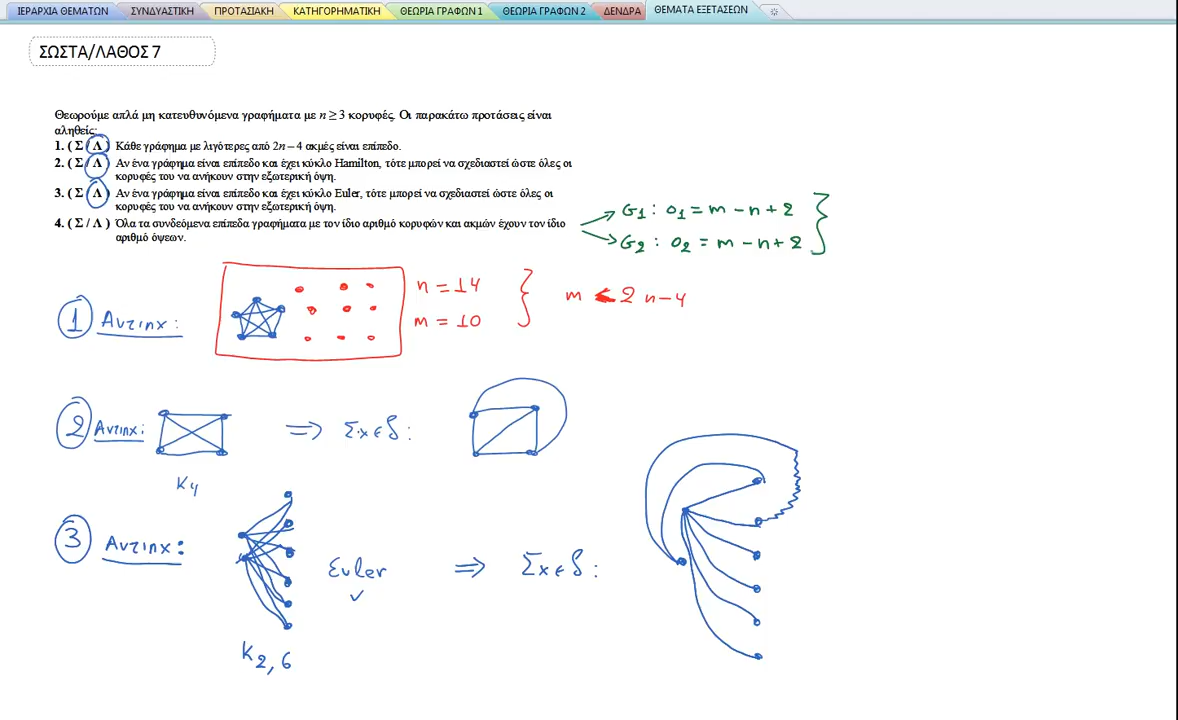 ΙΕΡΑΡΧΙΑ ΘΕΜΑΤΩΝ ΣΥΝΔΥΑΣΤΙΚΗ ΠΡΟΤΑΣΙΑΚΗ ΚΑΤΗΓΟΡΗΜΑΤΙΚΗ ΘΕΩΡΙΑ ΓΡΑΦΩΝ 1 ΘΕΩΡΙΑ ΓΡΑΦΩΝ 2 ΔΕΝΔΡΑ ΘΕΜΑΤΑ ΕΞΕΤΑΣΕΩΝ
ΣΩΣΤΑ/ΛΑΘΟΣ 7
Θεωρούμε απλά μη κατευθυνόμενα γραφήματα με n ≥ 3 κορυφές. Οι παρακάτω προτάσεις είναι
αληθείς:
1. ( Σ / Λ ) Κάθε γράφημα με λιγότερες από 2n – 4 ακμές είναι επίπεδο.
2. ( Σ / Λ ) Αν ένα γράφημα είναι επίπεδο και έχει κύκλο Hamilton, τότε μπορεί να σχεδιαστεί ώστε όλες οι
κορυφές του να ανήκουν στην εξωτερική όψη.
3. ( Σ / Λ ) Αν ένα γράφημα είναι επίπεδο και έχει κύκλο Euler, τότε μπορεί να σχεδιαστεί ώστε όλες οι
κορυφές του να ανήκουν στην εξωτερική όψη.
4. ( Σ / Λ ) Όλα τα συνδεόμενα επίπεδα γραφήματα με τον ίδιο αριθμό κορυφών και ακμών έχουν τον ίδιο
αριθμό όψεων.
G1 : O1 = m – n + 2
G2 : O2 = m – n + 2
1 Αντιπ :
n = 14
m = 10
m < 2 n – 4
2 Αντιπ :
⇒ Σχεδ :
K4
3 Αντιπ :
Euler
⇒ Σχεδ :
K2,6